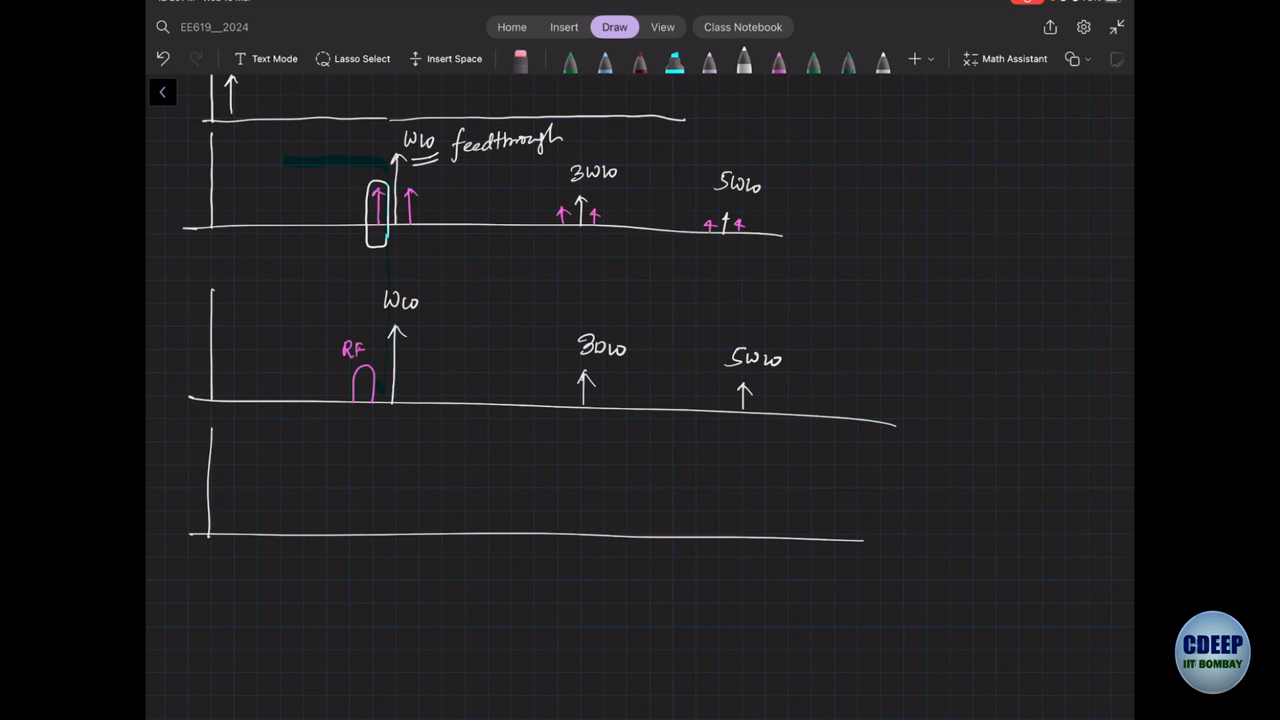 EE619__2024
Home Insert Draw View Class Notebook
Text Mode Lasso Select Insert Space Math Assistant
WLO feedthrough
3WLO
5WLO
WLO
RF
3WLO
5WLO
CDEEP
IIT BOMBAY